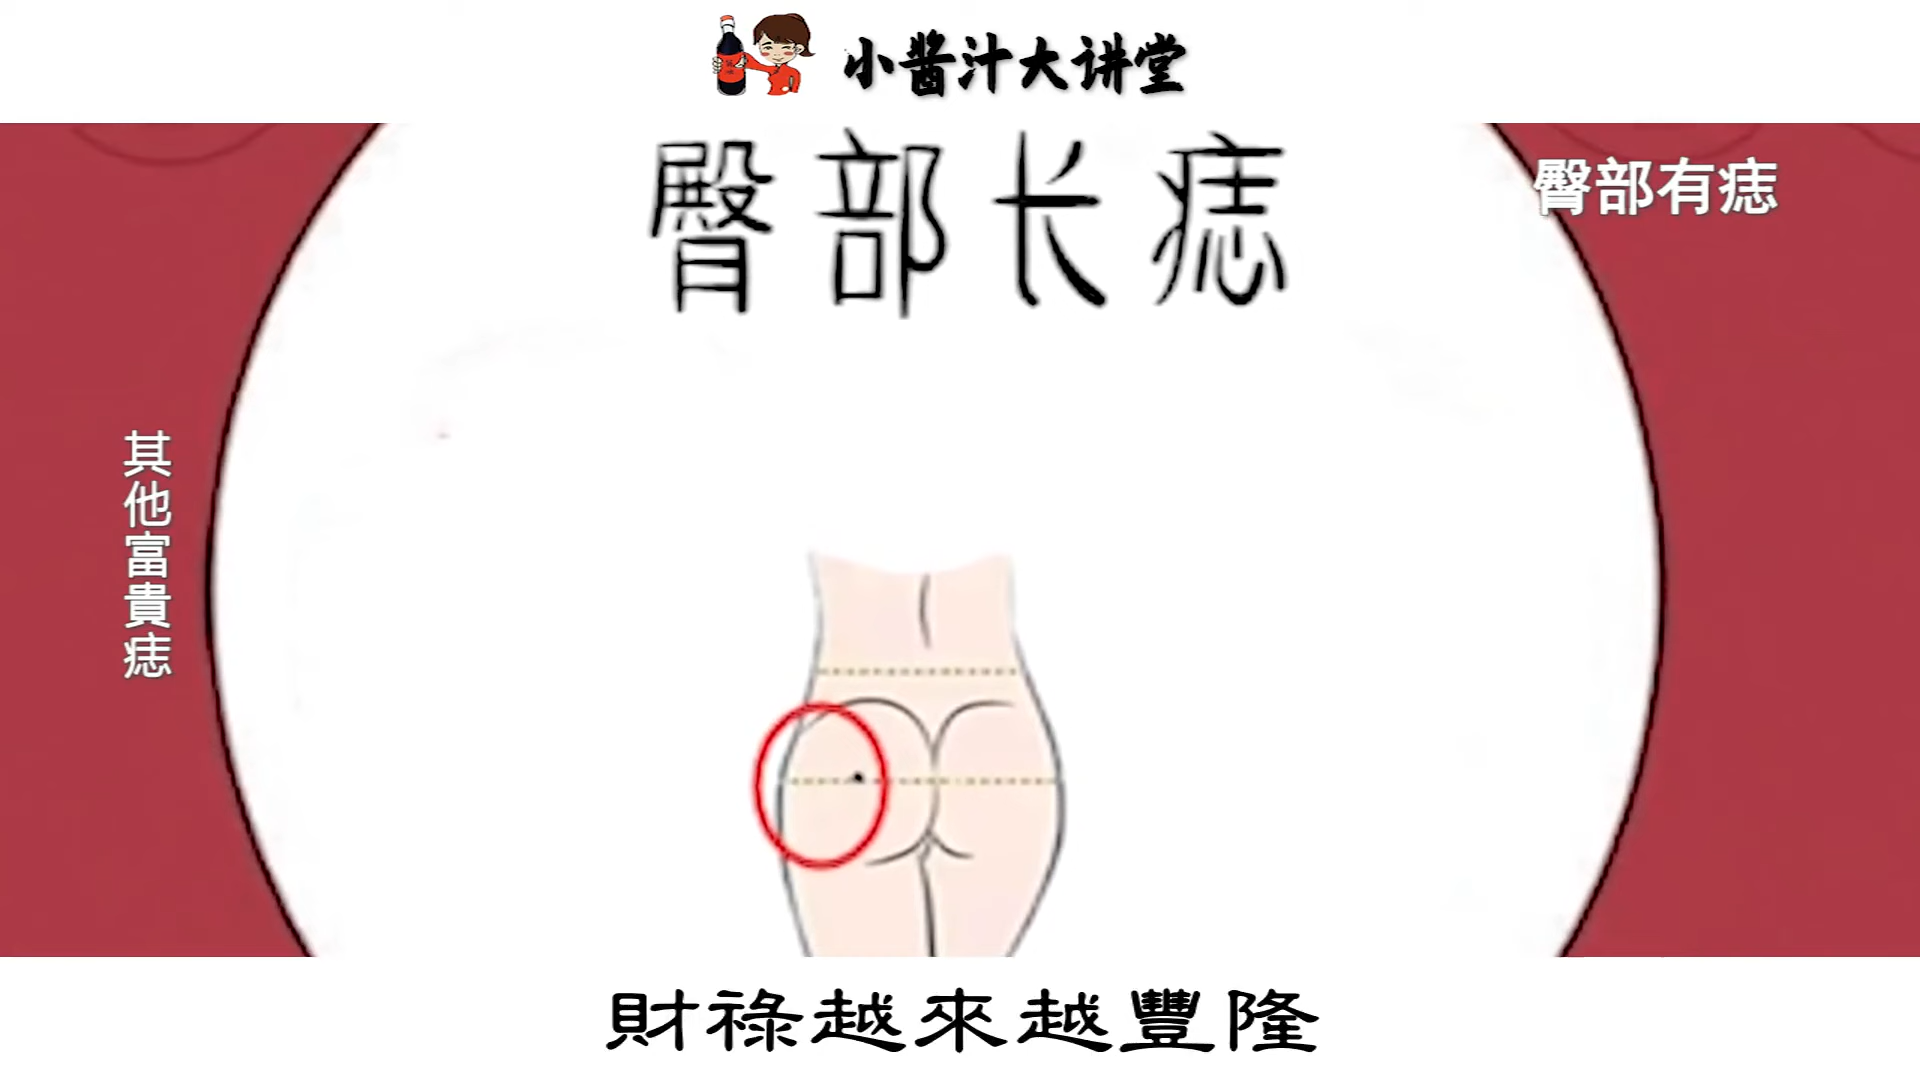 小酱汁大讲堂
臀部长痣
臀部有痣
其他富貴痣
財祿越來越豐隆